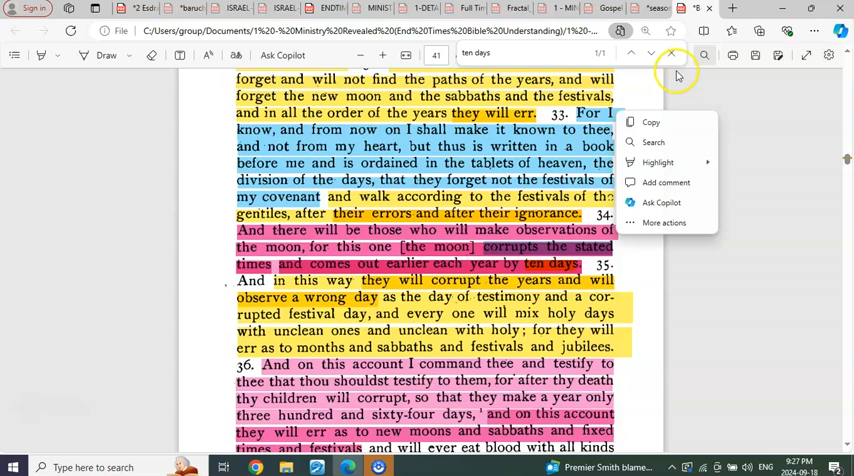 Sign in
*2 Esdr
*baruc
ISRAEL
ISRAEL
ENDTIN
MINIST
1-DETA
Full Tim
Fractal
1 - MINI
Gospel
*seaso
*B
File
C:/Users/group/Documents/1%20-%20Ministry%20Revealed%20(End%20Times%20Bible%20Understanding)/1%20-...
Draw
Ask Copilot
41
ten days
1/1
forget and will not find the paths of the years, and will
forget the new moon and the sabbaths and the festivals,
and in all the order of the years they will err. 33. For I
know, and from now on I shall make it known to thee,
and not from my heart, but thus is written in a book
before me and is ordained in the tablets of heaven, the
division of the days, that they forget not the festivals of
my covenant and walk according to the festivals of the
gentiles, after their errors and after their ignorance. 34.
And there will be those who will make observations of
the moon, for this one [the moon] corrupts the stated
times and comes out earlier each year by ten days. 35.
And in this way they will corrupt the years and will
observe a wrong day as the day of testimony and a cor-
rupted festival day, and every one will mix holy days
with unclean ones and unclean with holy; for they will
err as to months and sabbaths and festivals and jubilees.
36. And on this account I command thee and testify to
thee that thou shouldst testify to them, for after thy death
thy children will corrupt, so that they make a year only
three hundred and sixty-four days, ¹ and on this account
they will err as to new moons and sabbaths and fixed
times and festivals and will ever eat blood with all kinds
Copy
Search
Highlight
Add comment
Ask Copilot
More actions
Type here to search
Premier Smith blame...
9:27 PM
2024-09-18